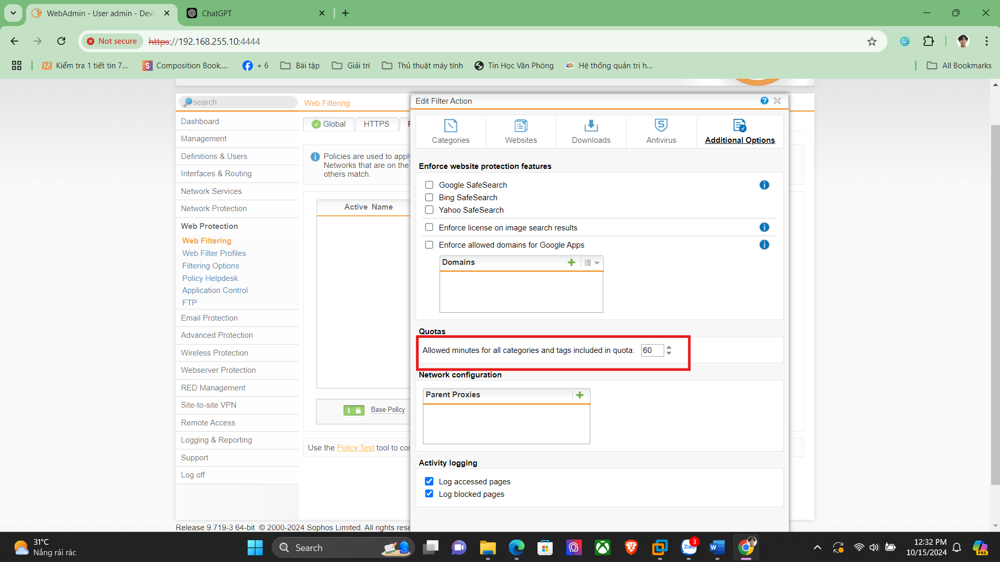 WebAdmin - User admin - Devi
ChatGPT
Not secure
https://192.168.255.10:4444
123 Kiểm tra 1 tiết tin 7...
Composition Book....
+ 6
Bài tập
Giải trí
Thủ thuật máy tính
Tin Học Văn Phòng
Hệ thống quản trị h...
All Bookmarks
search
Dashboard
Management
Definitions & Users
Interfaces & Routing
Network Services
Network Protection
Web Protection
Web Filtering
Web Filter Profiles
Filtering Options
Policy Helpdesk
Application Control
FTP
Email Protection
Advanced Protection
Wireless Protection
Webserver Protection
RED Management
Site-to-site VPN
Remote Access
Logging & Reporting
Support
Log off
Web Filtering
Global
HTTPS
Policies are used to apply
Networks that are on the
others match.
Active Name
Base Policy
Use the Policy Test tool to cor
Edit Filter Action
Categories
Websites
Downloads
Antivirus
Additional Options
Enforce website protection features
Google SafeSearch
Bing SafeSearch
Yahoo SafeSearch
Enforce license on image search results
Enforce allowed domains for Google Apps
Domains
Quotas
Allowed minutes for all categories and tags included in quota: 60
Network configuration
Parent Proxies
Activity logging
Log accessed pages
Log blocked pages
Release 9.719-3 64-bit © 2000-2024 Sophos Limited. All rights rese
31°C
Nắng rải rác
Search
Zalo
3
12:32 PM
10/15/2024
PRE